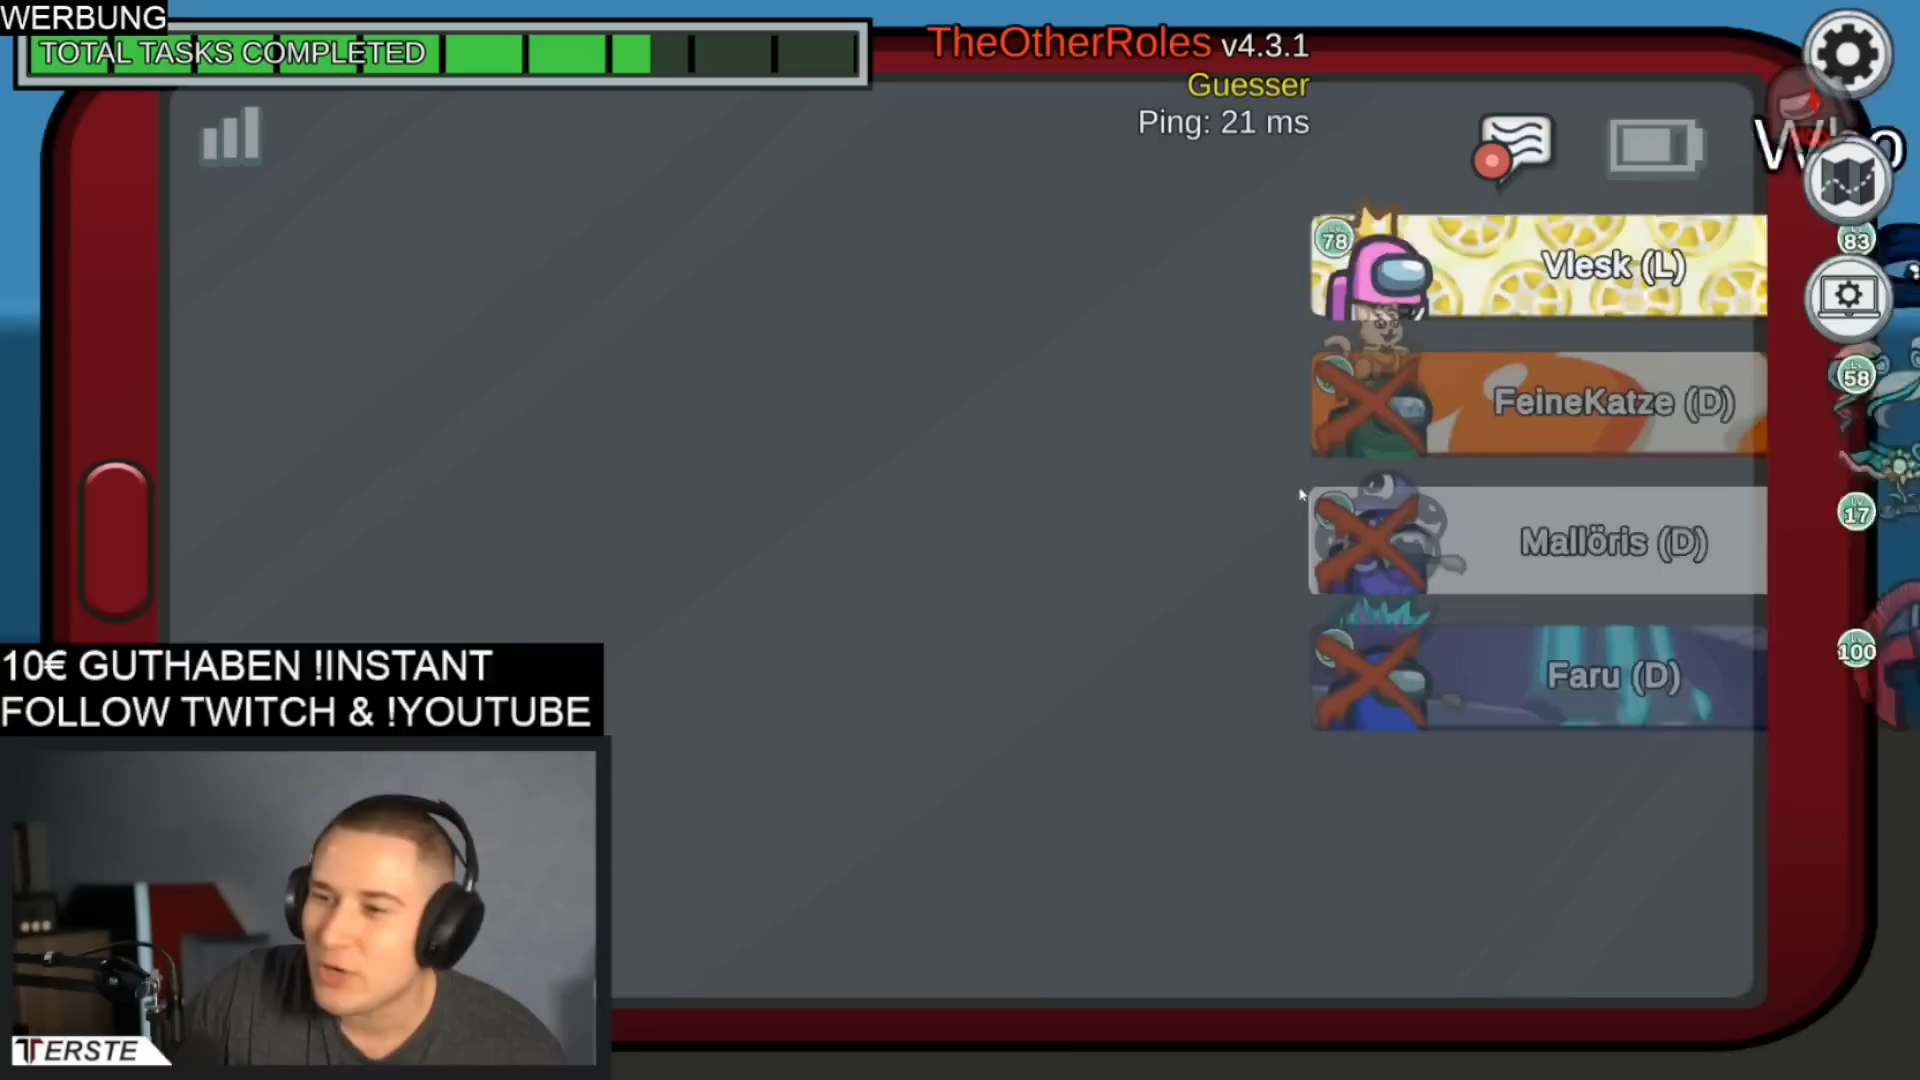 WERBUNG
TOTAL TASKS COMPLETED
TheOtherRoles v4.3.1
Guesser
Ping: 21 ms
78
Vlesk (L)
83
FeineKatze (D)
58
Mallöris (D)
17
Faru (D)
100
10€ GUTHABEN !INSTANT
FOLLOW TWITCH & !YOUTUBE
TERSTE